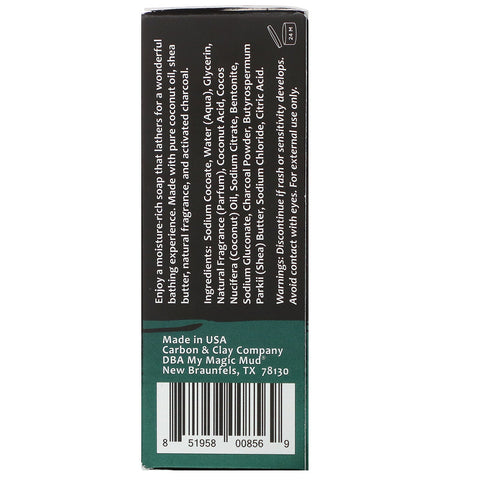 24 M
Enjoy a moisture-rich soap that lathers for a wonderful
bathing experience. Made with pure coconut oil, shea
butter, natural fragrance, and activated charcoal.
Ingredients: Sodium Cocoate, Water (Aqua), Glycerin,
Natural Fragrance (Parfum), Coconut Acid, Cocos
Nucifera (Coconut) Oil, Sodium Citrate, Bentonite,
Sodium Gluconate, Charcoal Powder, Butyrospermum
Parkii (Shea) Butter, Sodium Chloride, Citric Acid.
Warnings: Discontinue if rash or sensitivity develops.
Avoid contact with eyes. For external use only.
Made in USA
Carbon & Clay Company
DBA My Magic Mud®
New Braunfels, TX 78130
8 51958 00856 9